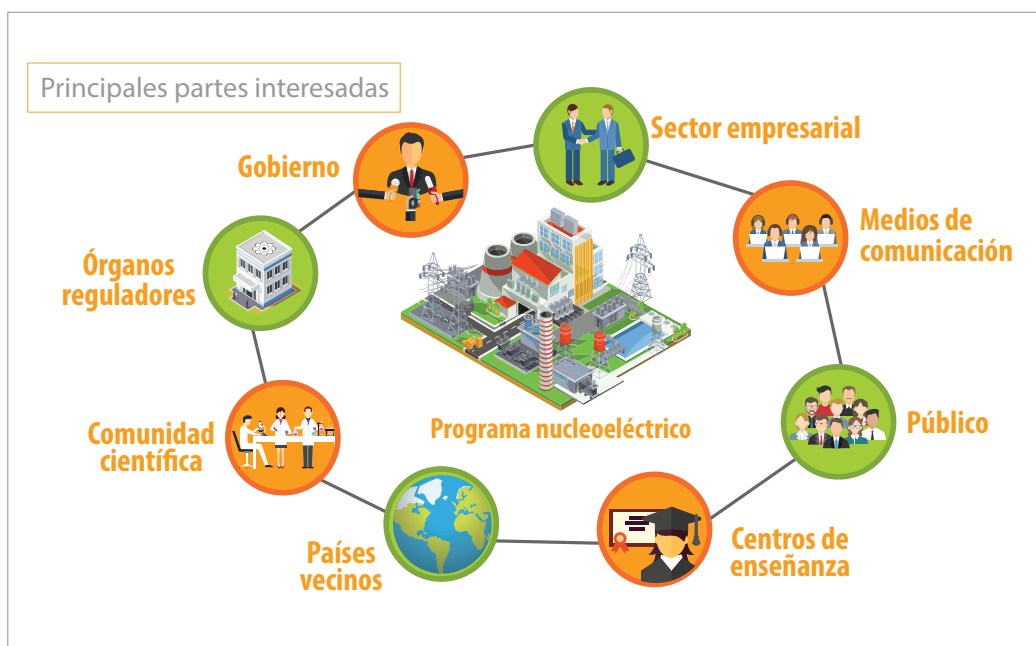 Principales partes interesadas
Sector empresarial
Gobierno
Medios de
comunicación
Órganos
reguladores
Programa nucleoeléctrico
Público
Comunidad
científica
Países
vecinos
Centros de
enseñanza